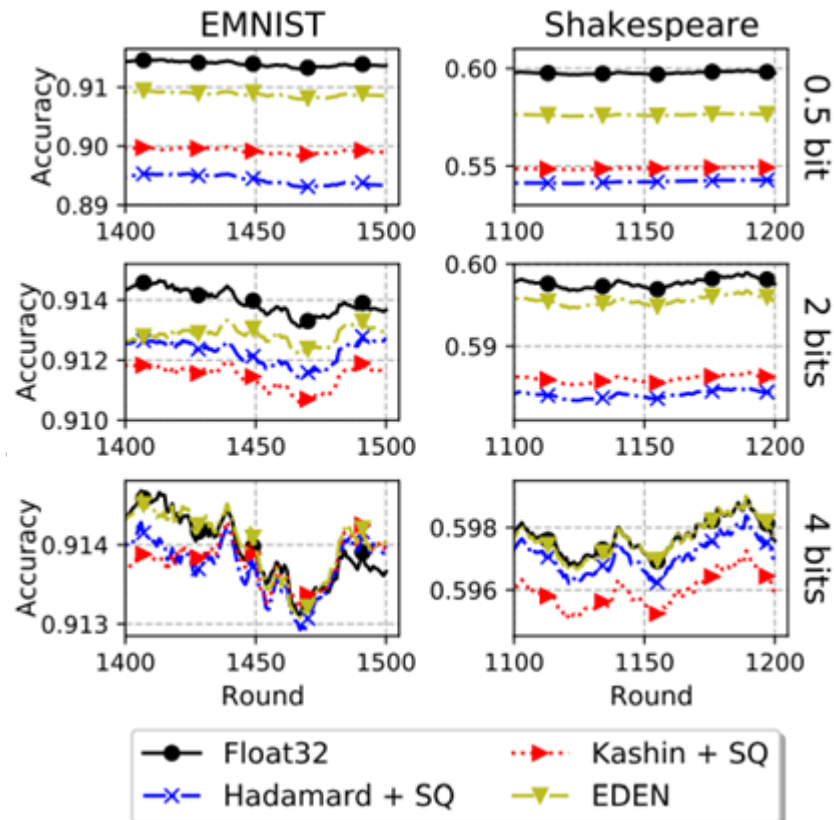 EMNIST Shakespeare
Accuracy
0.91
0.90
0.89
1400 1450 1500
0.60
0.55
1100 1150 1200
0.5 bit
Accuracy
0.914
0.912
0.910
1400 1450 1500
0.60
0.59
1100 1150 1200
2 bits
Accuracy
0.914
0.913
1400 1450 1500
Round
0.598
0.596
1100 1150 1200
Round
4 bits
Float32 Kashin + SQ
Hadamard + SQ EDEN